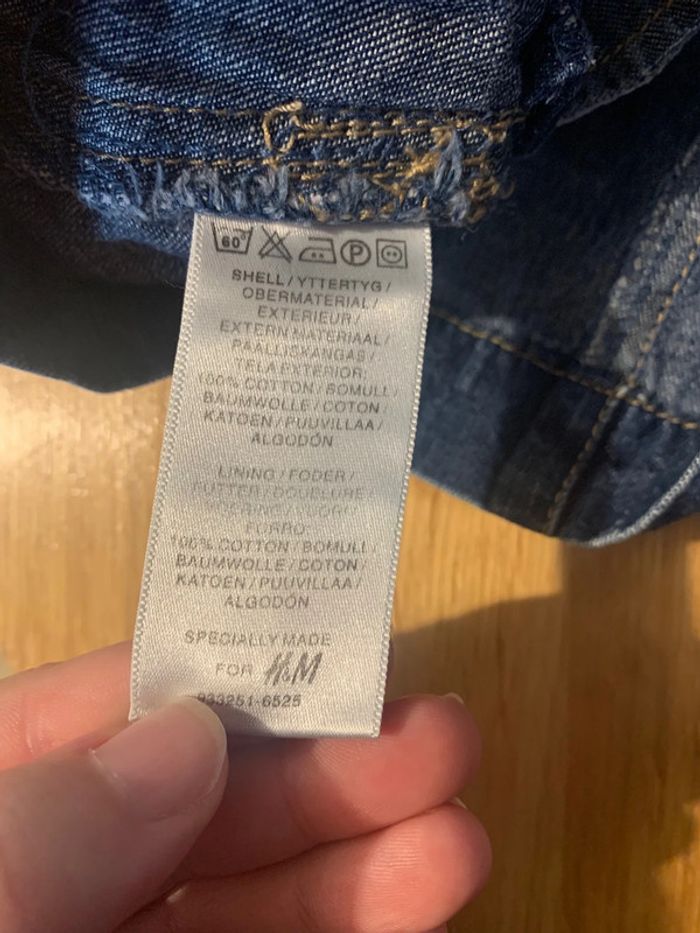 60°
P
SHELL/YTTERTYG/
OBERMATERIAL/
EXTERIEUR/
EXTERN MATERIAAL/
PÄÄLLISKANGAS/
TELA EXTERIOR:
100% COTTON/BOMULL/
BAUMWOLLE/COTON/
KATOEN/PUUVILLAA/
ALGODÓN
LINING/FODER/
FUTTER/DOUBLURE/
FORRO:
100% COTTON/BOMULL/
BAUMWOLLE/COTON/
KATOEN/PUUVILLAA/
ALGODÓN
SPECIALLY MADE
FOR H&M
933251-6525